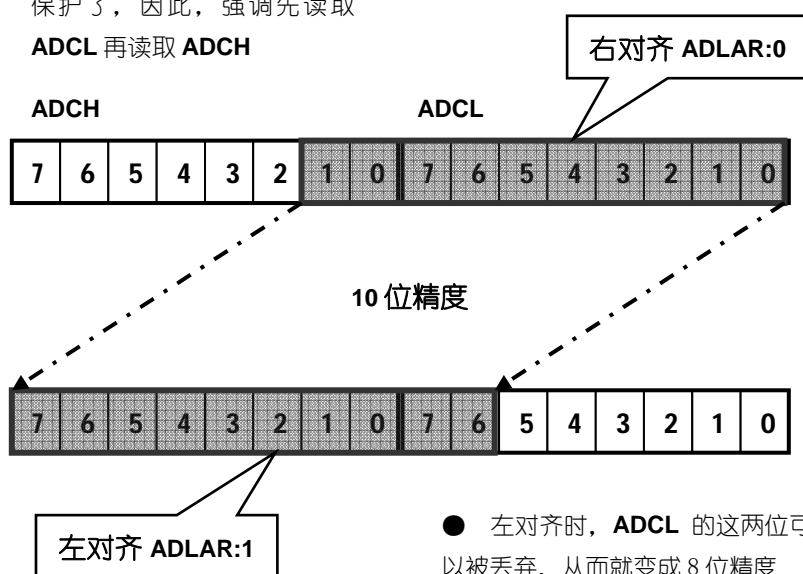 保护了，因此，强调先读取
ADCL 再读取 ADCH
右对齐 ADLAR:0
ADCH ADCL
7 6 5 4 3 2 1 0 7 6 5 4 3 2 1 0
10 位精度
7 6 5 4 3 2 1 0 7 6 5 4 3 2 1 0
左对齐 ADLAR:1
● 左对齐时，ADCL 的这两位可
以被丢弃，从而就变成 8 位精度